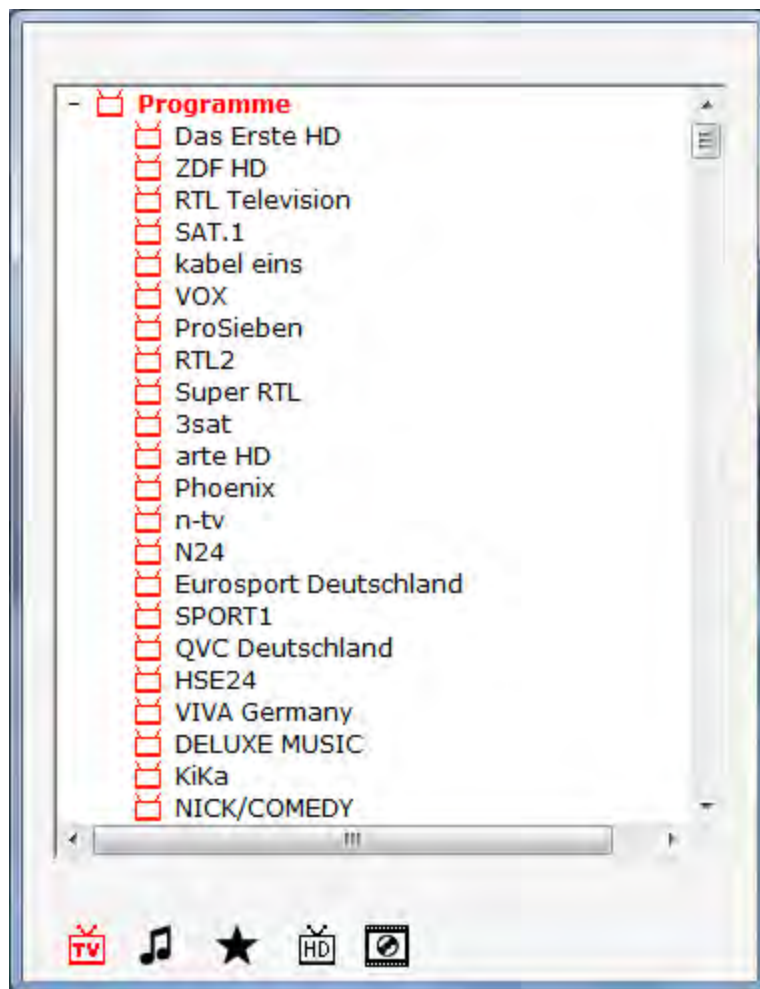 Programme
Das Erste HD
ZDF HD
RTL Television
SAT.1
kabel eins
VOX
ProSieben
RTL2
Super RTL
3sat
arte HD
Phoenix
n-tv
N24
Eurosport Deutschland
SPORT1
QVC Deutschland
HSE24
VIVA Germany
DELUXE MUSIC
KiKa
NICK/COMEDY
TV HD